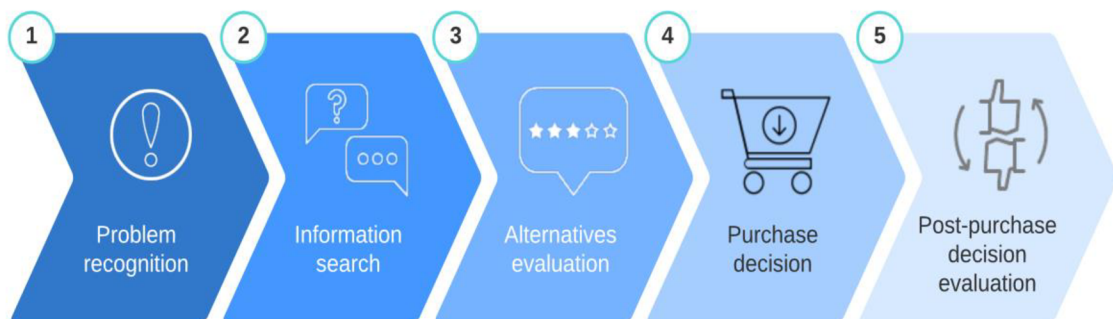 1
2
3
4
5
?
Problem
recognition
Information
search
Alternatives
evaluation
Purchase
decision
Post-purchase
decision
evaluation